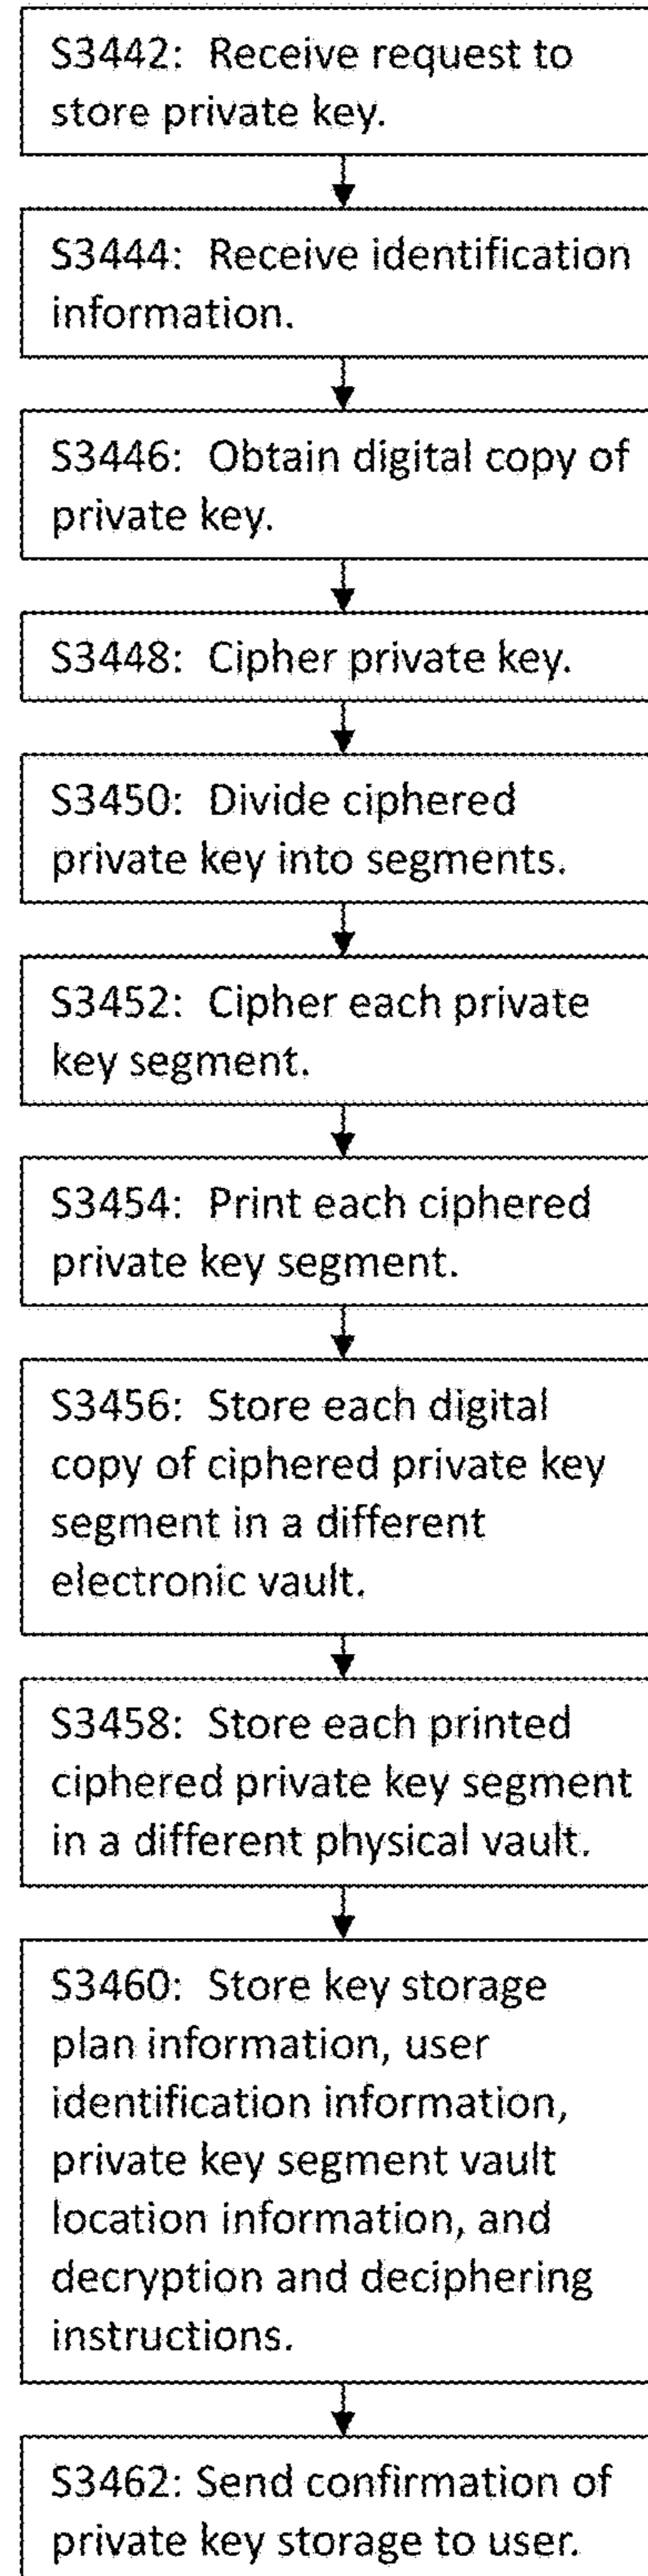 S3442: Receive request to
store private key.
S3444: Receive identification
information.
S3446: Obtain digital copy of
private key.
S3448: Cipher private key.
S3450: Divide ciphered
private key into segments.
S3452: Cipher each private
key segment.
S3454: Print each ciphered
private key segment.
S3456: Store each digital
copy of ciphered private key
segment in a different
electronic vault.
S3458: Store each printed
ciphered private key segment
in a different physical vault.
S3460: Store key storage
plan information, user
identification information,
private key segment vault
location information, and
decryption and deciphering
instructions.
S3462: Send confirmation of
private key storage to user.